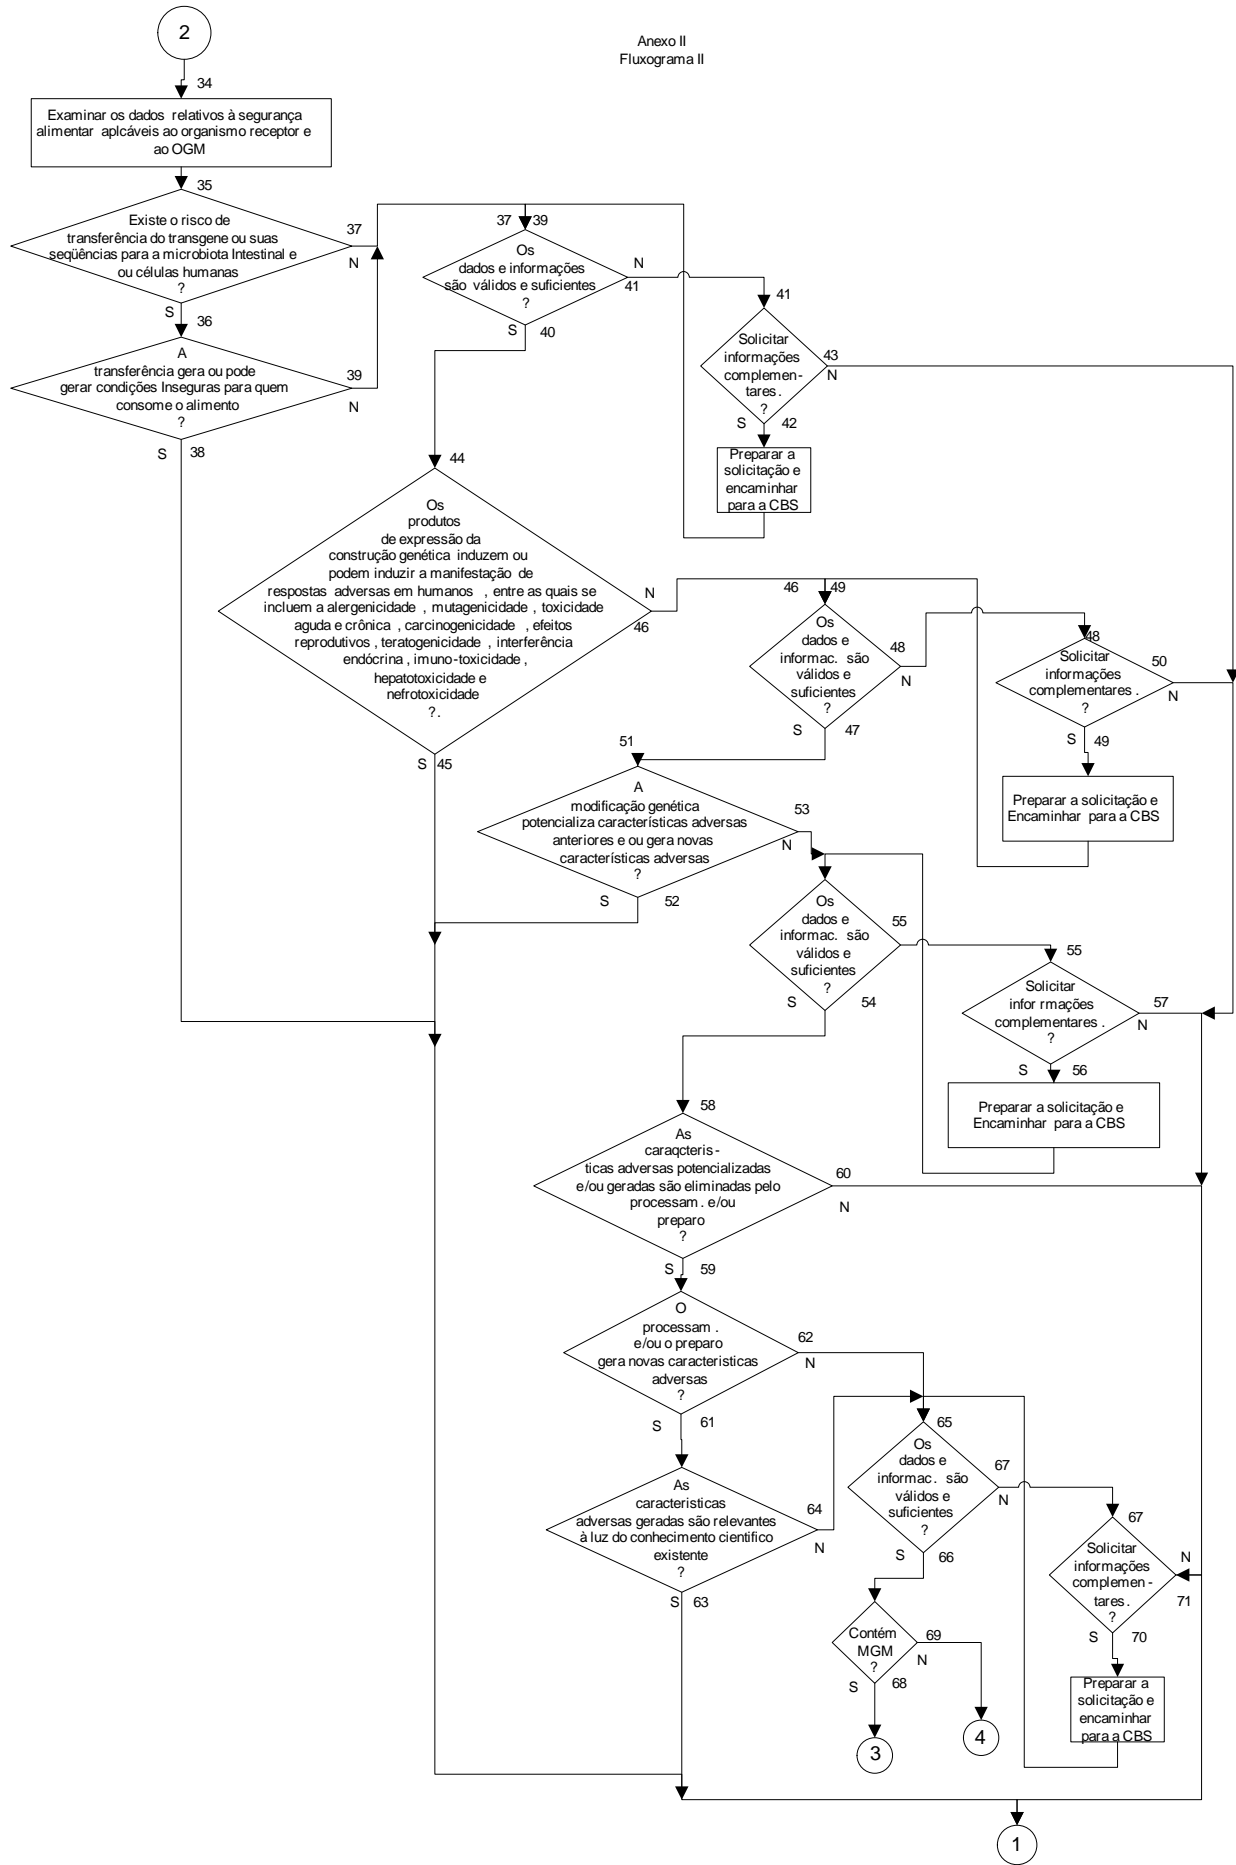 2
Anexo II
Fluxograma II
34
Examinar os dados relativos à segurança
alimentar aplcáveis ao organismo receptor e
ao OGM
35
Existe o risco de
transferência do transgene ou suas
seqüências para a microbiota Intestinal e
ou células humanas
?
37
N
S
36
A
transferência gera ou pode
gerar condições Inseguras para quem
consome o alimento
?
39
N
S
38
37
39
Os
dados e informações
são válidos e suficientes
?
N
41
S
40
41
Solicitar
informações
complemen-
tares.
?
43
N
S
42
Preparar a
solicitação e
encaminhar
para a CBS
44
Os
produtos
de expressão da
construção genética induzem ou
podem induzir a manifestação de
respostas adversas em humanos , entre as quais se
incluem a alergenicidade , mutagenicidade , toxicidade
aguda e crônica , carcinogenicidade , efeitos
reprodutivos , teratogenicidade , interferência
endócrina , imuno-toxicidade ,
hepatotoxicidade e
nefrotoxicidade
?.
N
46
S
45
46
49
Os
dados e
informac. são
válidos e
suficientes
?
48
N
S
47
48
Solicitar
informações
complementares .
?
50
N
S
49
Preparar a solicitação e
Encaminhar para a CBS
51
A
modificação genética
potencializa características adversas
anteriores e ou gera novas
características adversas
?
53
N
S
52
Os
dados e
informac. são
válidos e
suficientes
?
55
S
54
55
Solicitar
infor rmações
complementares .
?
57
N
S
56
Preparar a solicitação e
Encaminhar para a CBS
58
As
caraqcteris-
ticas adversas potencializadas
e/ou geradas são eliminadas pelo
processam . e/ou
preparo
?
60
N
S
59
O
processam .
e/ou o preparo
gera novas caracteristicas
adversas
?
62
N
S
61
As
caracteristicas
adversas geradas são relevantes
à luz do conhecimento cientifico
existente
?
64
N
S
63
65
Os
dados e
informac. são
válidos e
suficientes
?
67
N
S
66
67
Solicitar
informações
complemen -
tares.
?
N
71
S
70
Preparar a
solicitação e
encaminhar
para a CBS
Contém
MGM
?
69
N
S
68
3
4
1